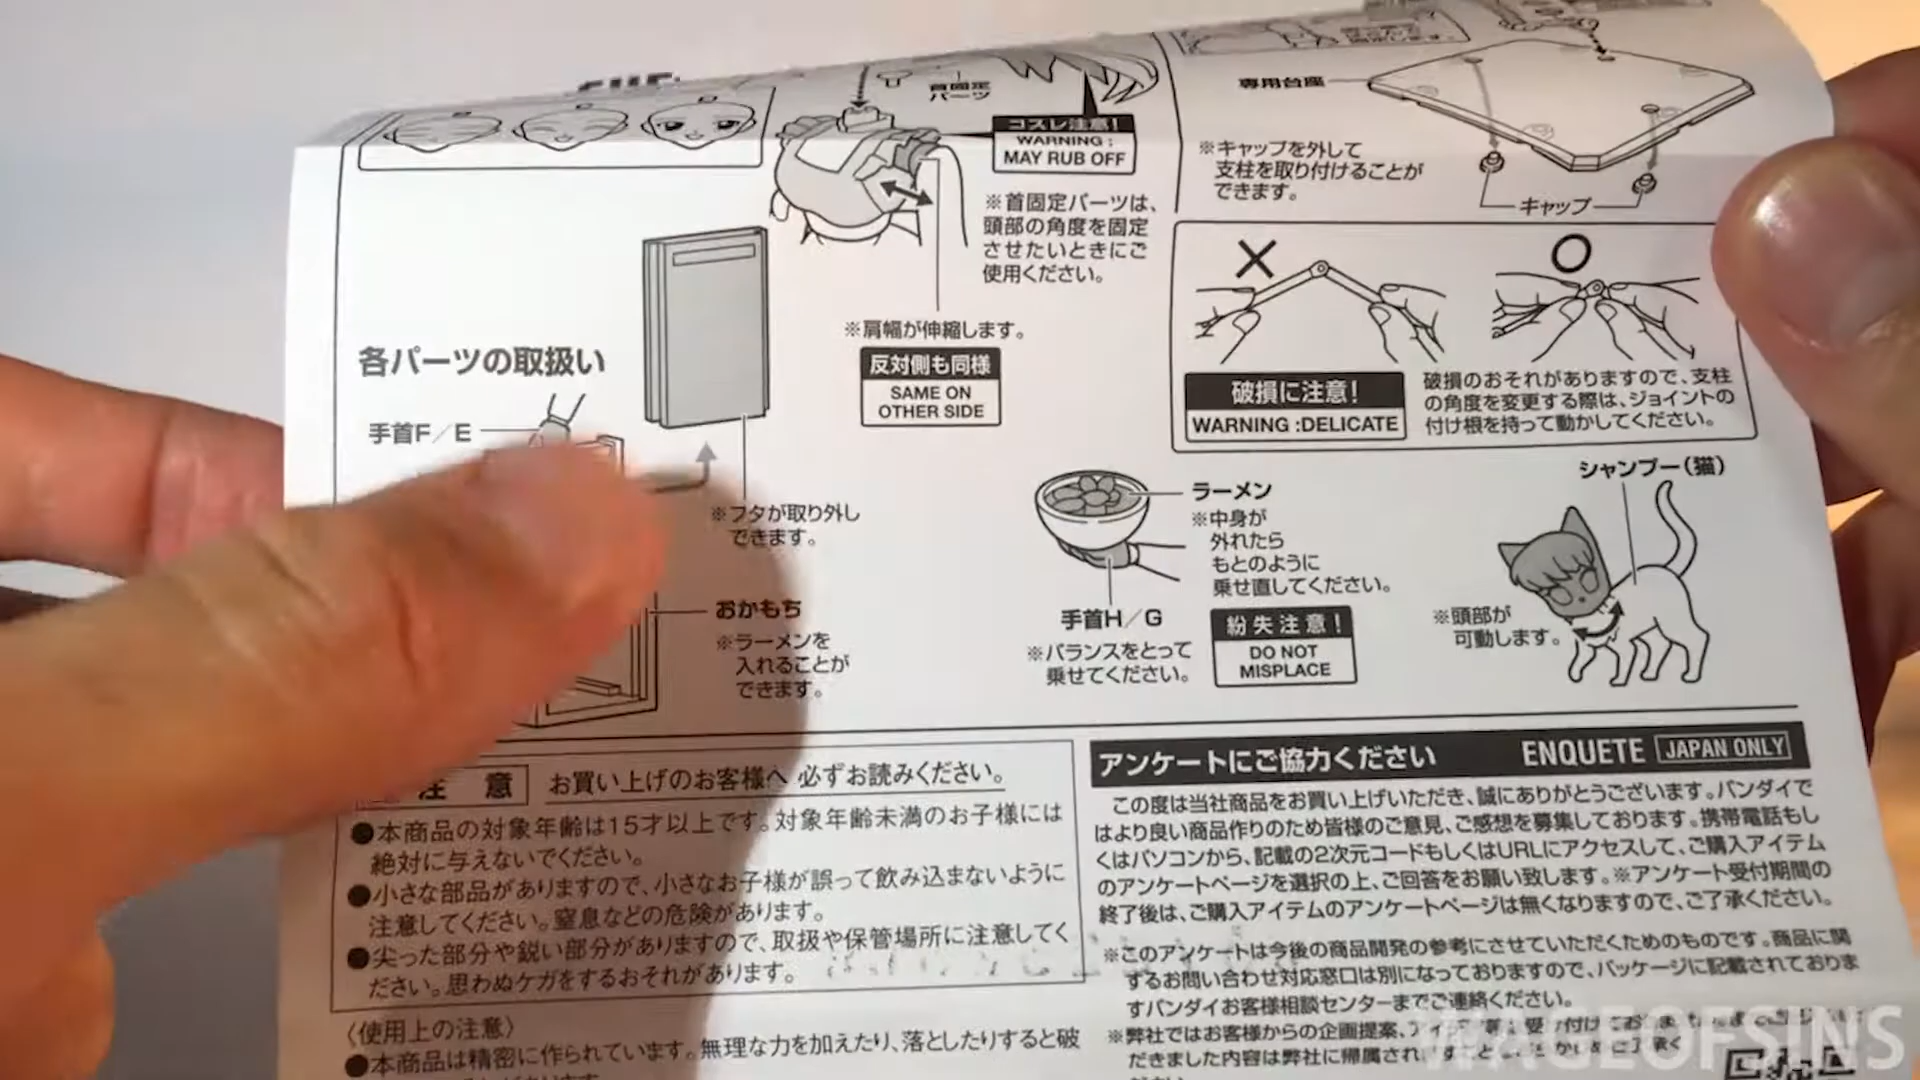 首固定
パーツ
コスレ注意!
WARNING :
MAY RUB OFF
※首固定パーツは、
頭部の角度を固定
させたいときにご
使用ください。
※肩幅が伸縮します。
反対側も同様
SAME ON
OTHER SIDE
専用台座
※キャップを外して
支柱を取り付けることが
できます。
キャップ
破損に注意!
WARNING :DELICATE
破損のおそれがありますので、支柱
の角度を変更する際は、ジョイントの
付け根を持って動かしてください。
各パーツの取扱い
手首F/E
※フタが取り外し
できます。
おかもち
※ラーメンを
入れることが
できます。
ラーメン
※中身が
外れたら
もとのように
乗せ直してください。
手首H/G
※バランスをとって
乗せてください。
紛失注意!
DO NOT
MISPLACE
シャンプー(猫)
※頭部が
可動します。
注 意 お買い上げのお客様へ 必ずお読みください。
●本商品の対象年齢は15才以上です。対象年齢未満のお子様には
絶対に与えないでください。
●小さな部品がありますので、小さなお子様が誤って飲み込まないように
注意してください。窒息などの危険があります。
●尖った部分や鋭い部分がありますので、取扱や保管場所に注意してく
ださい。思わぬケガをするおそれがあります。
〈使用上の注意〉
●本商品は精密に作られています。無理な力を加えたり、落としたりすると破
アンケートにご協力ください ENQUETE JAPAN ONLY
この度は当社商品をお買い上げいただき、誠にありがとうございます。バンダイで
はより良い商品作りのため皆様のご意見、ご感想を募集しております。携帯電話もし
くはパソコンから、記載の2次元コードもしくはURLにアクセスして、ご購入アイテム
のアンケートページを選択の上、ご回答をお願い致します。※アンケート受付期間の
終了後は、ご購入アイテムのアンケートページは無くなりますので、ご了承ください。
※このアンケートは今後の商品開発の参考にさせていただくためのものです。商品に関
するお問い合わせ対応窓口は別になっておりますので、パッケージに記載されておりま
すバンダイお客様相談センターまでご連絡ください。
※弊社ではお客様からの企画提案、
だきました内容は弊社に帰属され
WAGEOFSINS